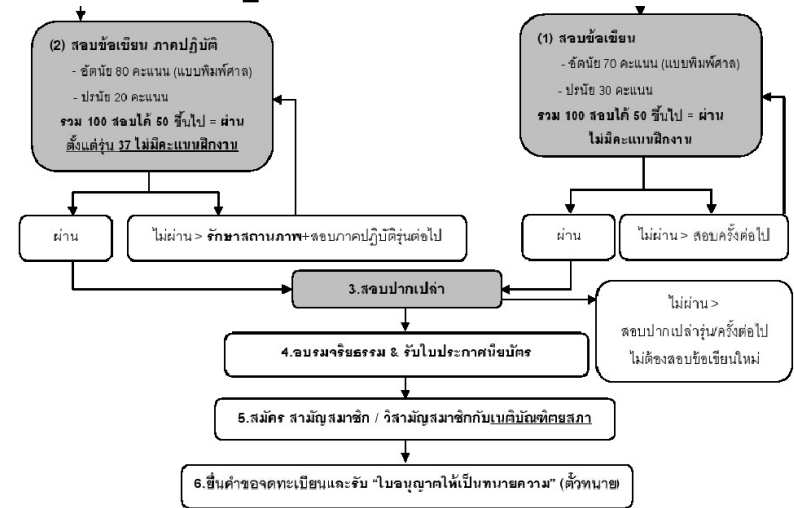 (2) สอบข้อเขียน ภาคปฏิบัติ
- อัตนัย 80 คะแนน (แบบพิมพ์ศาล)
- ปรนัย 20 คะแนน
รวม 100 สอบได้ 50 ขึ้นไป = ผ่าน
ตั้งแต่รุ่น 37 ไม่มีคะแนนฝึกงาน
(1) สอบข้อเขียน
- อัตนัย 70 คะแนน (แบบพิมพ์ศาล)
- ปรนัย 30 คะแนน
รวม 100 สอบได้ 50 ขึ้นไป = ผ่าน
ไม่มีคะแนนฝึกงาน
ผ่าน
ไม่ผ่าน > รักษาสถานภาพ+สอบภาคปฏิบัติรุ่นต่อไป
ผ่าน
ไม่ผ่าน > สอบครั้งต่อไป
3.สอบปากเปล่า
ไม่ผ่าน >
สอบปากเปล่ารุ่น/ครั้งต่อไป
ไม่ต้องสอบข้อเขียนใหม่
4.อบรมจริยธรรม & รับใบประกาศนียบัตร
5.สมัคร สามัญสมาชิก / วิสามัญสมาชิกกับเนติบัณฑิตยสภา
6.ยื่นคำขอจดทะเบียนและรับ “ใบอนุญาตให้เป็นทนายความ” (ตั๋วทนาย)